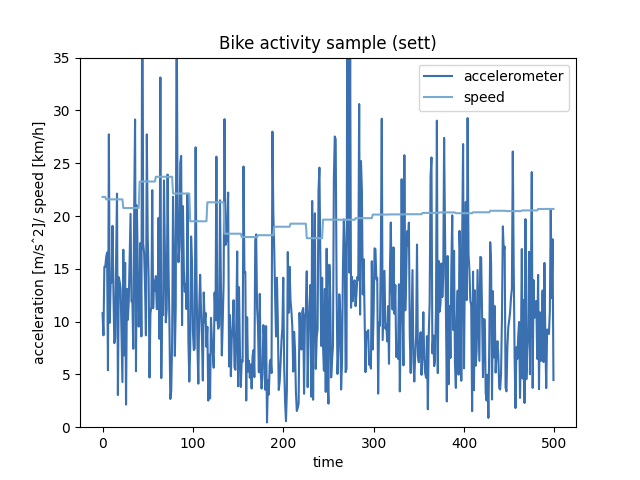 Bike activity sample (sett)
accelerometer
speed
acceleration [m/s^2]/ speed [km/h]
35
30
25
20
15
10
5
0
0 100 200 300 400 500
time